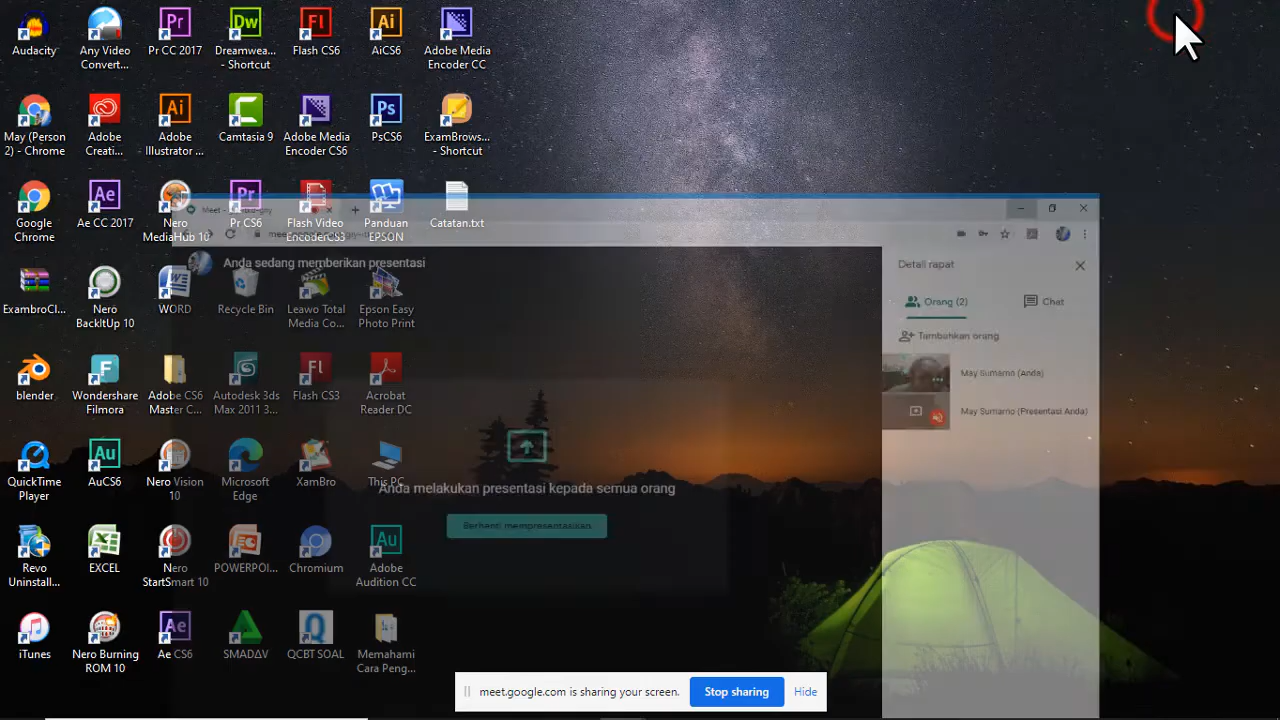 Audacity
Any Video
Convert...
Pr CC 2017
Dreamwea...
- Shortcut
Flash CS6
AiCS6
Adobe Media
Encoder CC
May (Person
2) - Chrome
Adobe
Creati...
Adobe
Illustrator ...
Camtasia 9
Adobe Media
Encoder CS6
PsCS6
ExamBrows...
- Shortcut
Google
Chrome
Ae CC 2017
Nero
MediaHub 10
Pr CS6
Flash Video
EncoderCS3
Panduan
EPSON
Catatan.txt
Meet –
Anda sedang memberikan presentasi
Detail rapat
Orang (2)
Chat
Tambahkan orang
May Sumarno (Anda)
May Sumarno (Presentasi Anda)
ExambroCl...
Nero
BackItUp 10
WORD
Recycle Bin
Leawo Total
Media Co...
Epson Easy
Photo Print
blender
Wondershare
Filmora
Adobe CS6
Master C...
Autodesk 3ds
Max 2011 3...
Flash CS3
Acrobat
Reader DC
QuickTime
Player
AuCS6
Nero Vision
10
Microsoft
Edge
XamBro
This PC
Anda melakukan presentasi kepada semua orang
Berhenti mempresentasikan
Revo
Uninstall...
EXCEL
Nero
StartSmart 10
POWERPOI...
Chromium
Adobe
Audition CC
iTunes
Nero Burning
ROM 10
Ae CS6
SMADΔV
QCBT SOAL
Memahami
Cara Peng...
meet.google.com is sharing your screen.
Stop sharing
Hide